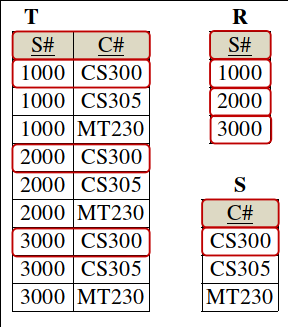 T
S# C#
1000 CS300
1000 CS305
1000 MT230
2000 CS300
2000 CS305
2000 MT230
3000 CS300
3000 CS305
3000 MT230
R
S#
1000
2000
3000
S
C#
CS300
CS305
MT230